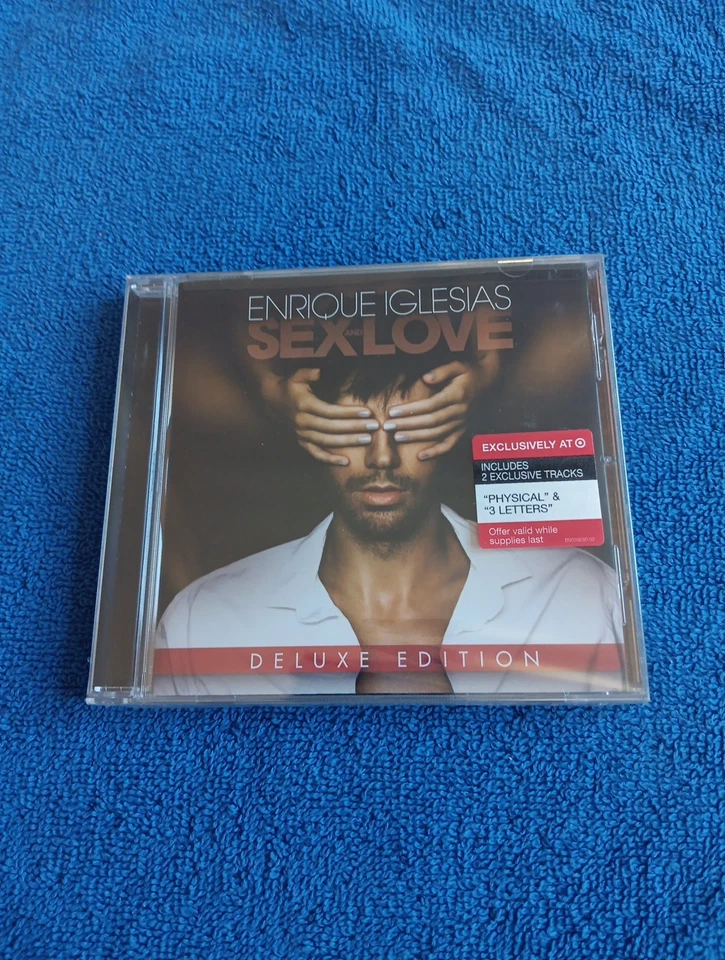 ENRIQUE IGLESIAS
SEX AND LOVE
EXCLUSIVELY AT
INCLUDES
2 EXCLUSIVE TRACKS
"PHYSICAL" &
"3 LETTERS"
Offer valid while
supplies last
DELUXE EDITION